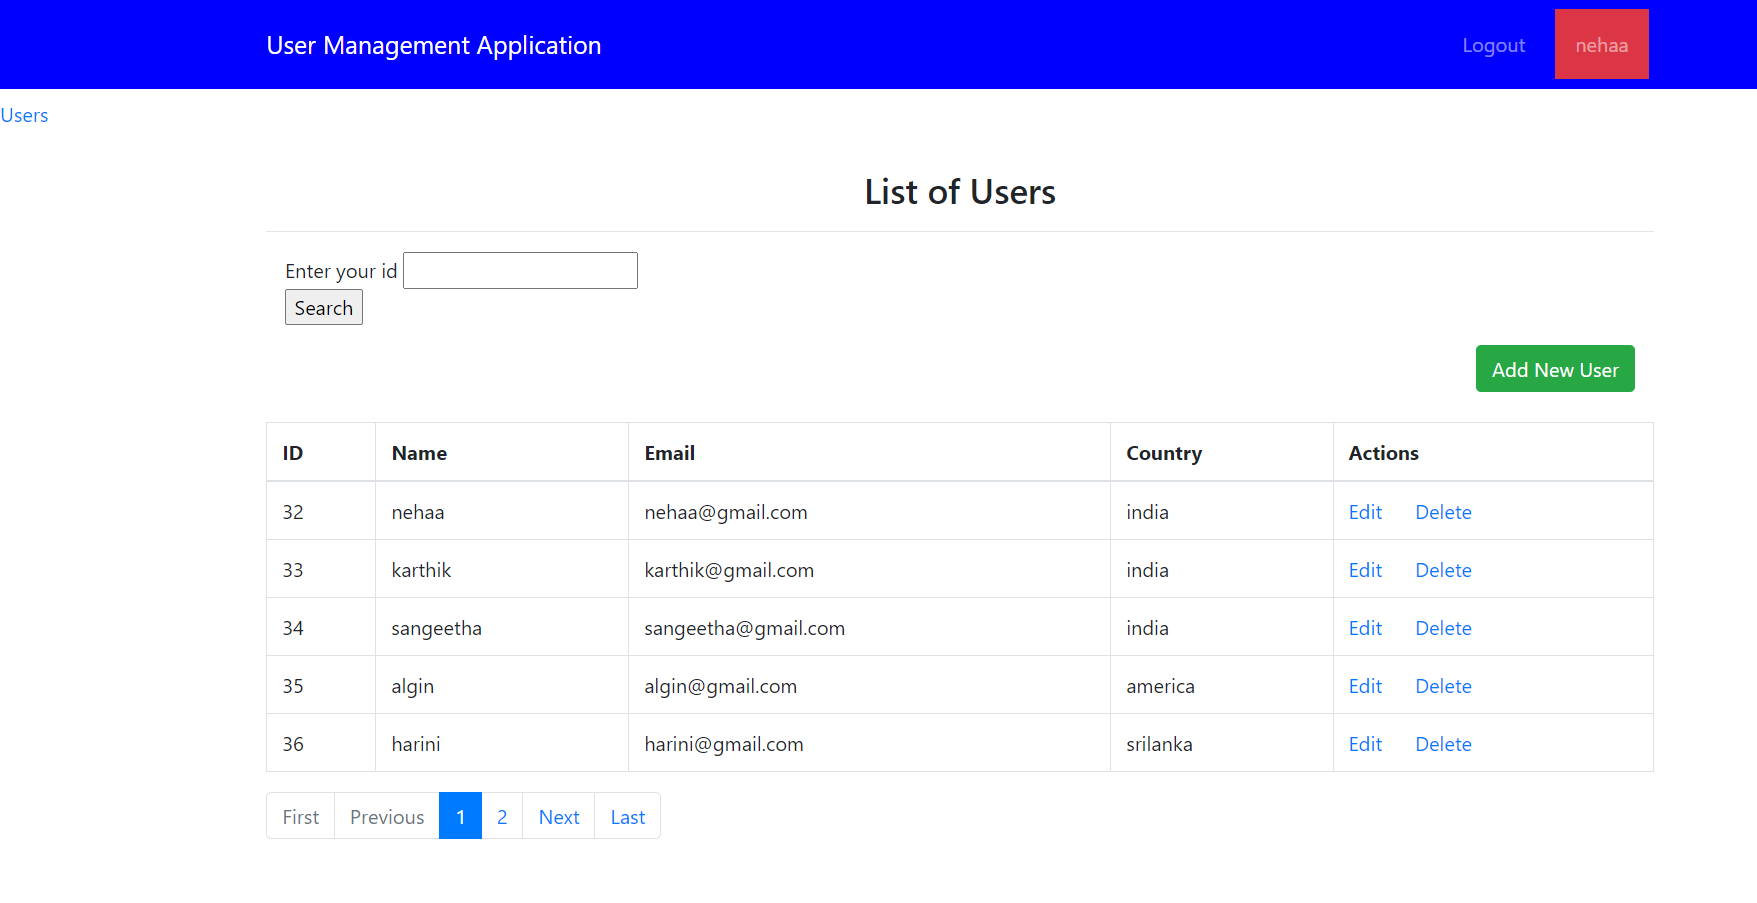 User Management Application Logout nehaa
Users
List of Users
Enter your id
Search
Add New User
ID Name Email Country Actions
32 nehaa nehaa@gmail.com india Edit Delete
33 karthik karthik@gmail.com india Edit Delete
34 sangeetha sangeetha@gmail.com india Edit Delete
35 algin algin@gmail.com america Edit Delete
36 harini harini@gmail.com srilanka Edit Delete
First Previous 1 2 Next Last